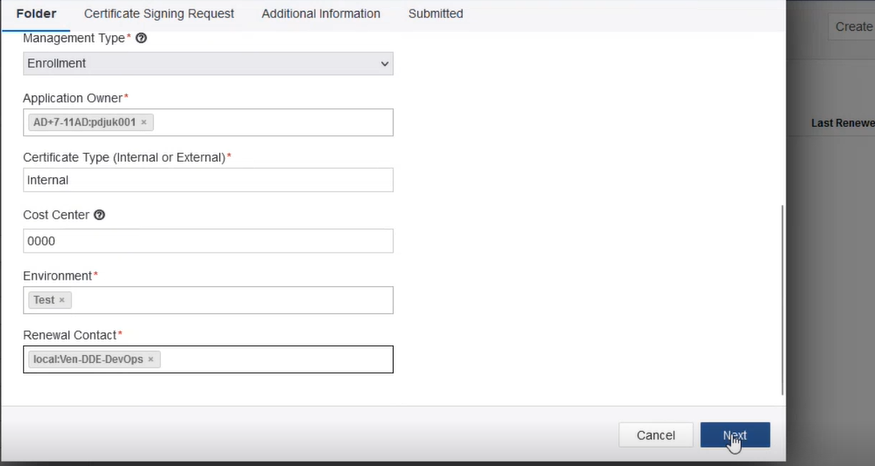 Folder Certificate Signing Request Additional Information Submitted
Create
Management Type*
Enrollment
Application Owner*
AD+7-11AD:pdjuk001 ×
Last Renewe
Certificate Type (Internal or External)*
Internal
Cost Center
0000
Environment*
Test ×
Renewal Contact*
local:Ven-DDE-DevOps ×
Cancel Next